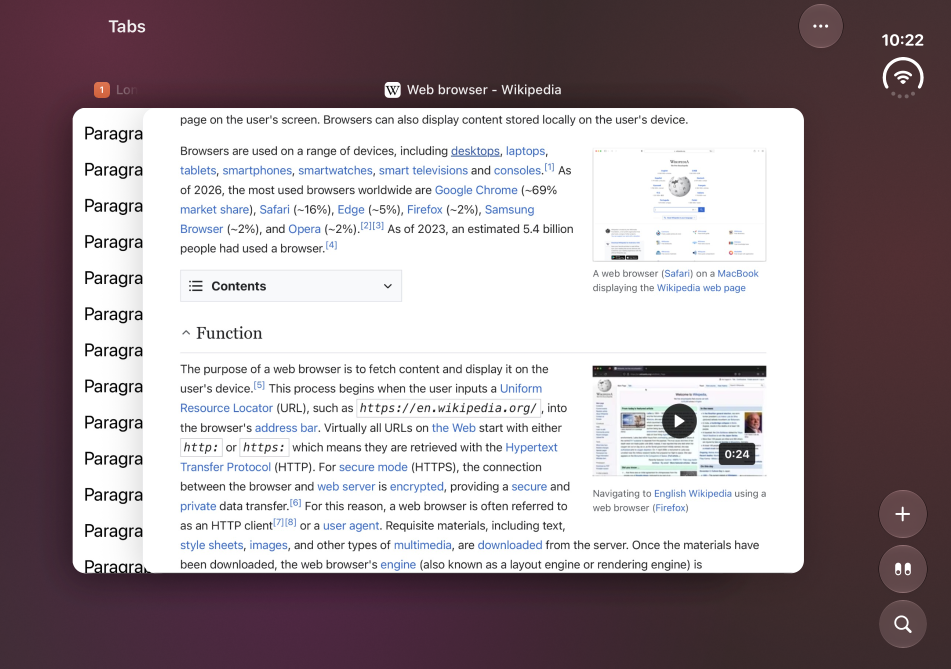 Tabs
10:22
1 Lon
W Web browser - Wikipedia
Paragra
Paragra
Paragra
Paragra
Paragra
Paragra
Paragra
Paragra
Paragra
Paragra
Paragra
Paragra
Paragra
page on the user's screen. Browsers can also display content stored locally on the user's device.
Browsers are used on a range of devices, including desktops, laptops,
tablets, smartphones, smartwatches, smart televisions and consoles.[1] As
of 2026, the most used browsers worldwide are Google Chrome (~69%
market share), Safari (~16%), Edge (~5%), Firefox (~2%), Samsung
Browser (~2%), and Opera (~2%).[2][3] As of 2023, an estimated 5.4 billion
people had used a browser.[4]
A web browser (Safari) on a MacBook
displaying the Wikipedia web page
Contents
Function
The purpose of a web browser is to fetch content and display it on the
user's device.[5] This process begins when the user inputs a Uniform
Resource Locator (URL), such as https://en.wikipedia.org/, into
the browser's address bar. Virtually all URLs on the Web start with either
http: or https: which means they are retrieved with the Hypertext
Transfer Protocol (HTTP). For secure mode (HTTPS), the connection
between the browser and web server is encrypted, providing a secure and
private data transfer.[6] For this reason, a web browser is often referred to
as an HTTP client[7][8] or a user agent. Requisite materials, including text,
style sheets, images, and other types of multimedia, are downloaded from the server. Once the materials have
been downloaded, the web browser's engine (also known as a layout engine or rendering engine) is
0:24
Navigating to English Wikipedia using a
web browser (Firefox)